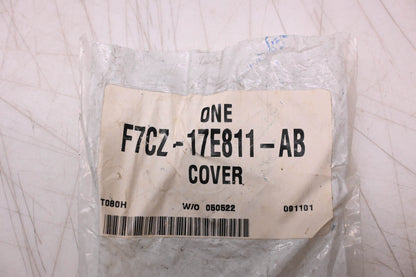 ONE
F7CZ-17E811-AB
COVER
T080H W/O 050522 091101